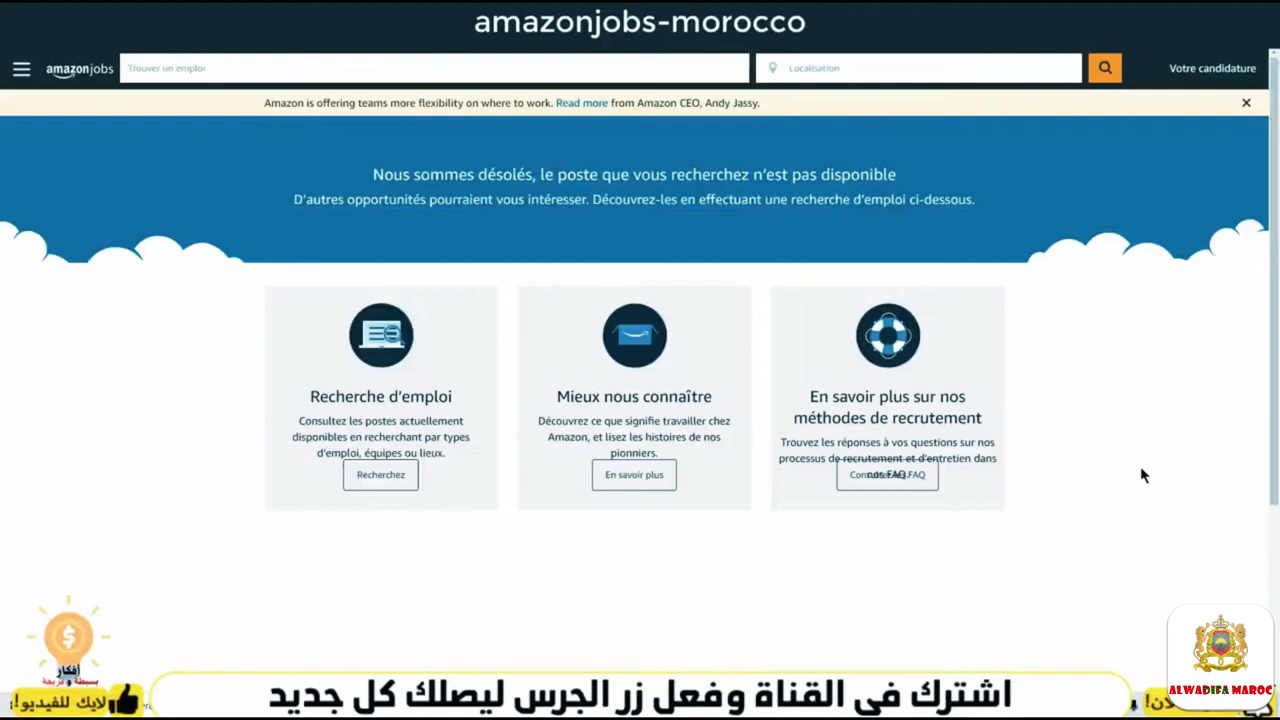 amazonjobs-morocco
amazonjobs
Trouver un emploi
Localisation
Votre candidature
Amazon is offering teams more flexibility on where to work. Read more from Amazon CEO, Andy Jassy.
Nous sommes désolés, le poste que vous recherchez n'est pas disponible
D'autres opportunités pourraient vous intéresser. Découvrez-les en effectuant une recherche d'emploi ci-dessous.
Recherche d'emploi
Consultez les postes actuellement
disponibles en recherchant par types
d'emploi, équipes ou lieux.
Recherchez
Mieux nous connaître
Découvrez ce que signifie travailler chez
Amazon, et lisez les histoires de nos
pionniers.
En savoir plus
En savoir plus sur nos
méthodes de recrutement
Trouvez les réponses à vos questions sur nos
processus de recrutement et d'entretien dans
nos FAQ.
FAQ
أفكار
لايك للفيديو!
اشترك في القناة وفعل زر الجرس ليصلك كل جديد
ALWADIFA MAROC